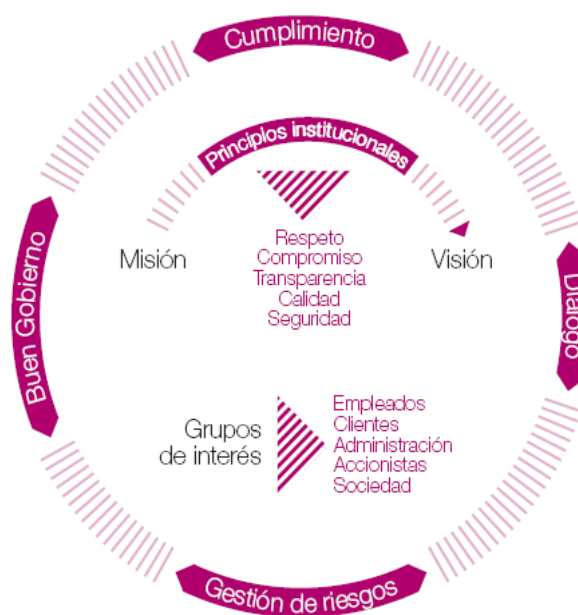 Cumplimiento
Principios institucionales
Misión
Respeto
Compromiso
Transparencia
Calidad
Seguridad
Visión
Buen Gobierno
Diálogo
Grupos
de interés
Empleados
Clientes
Administración
Accionistas
Sociedad
Gestión de riesgos